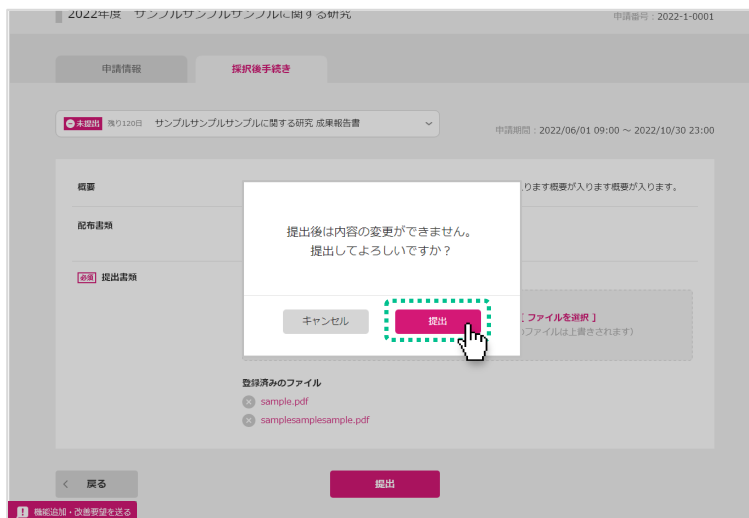 2022年度　サンプルサンプルサンプルに関する研究
申請番号：2022-1-0001
申請情報
採択後手続き
未提出 残り120日 サンプルサンプルサンプルに関する研究 成果報告書
申請期間：2022/06/01 09:00 ～ 2022/10/30 23:00
概要
ります概要が入ります概要が入ります。
配布書類
提出後は内容の変更ができません。
提出してよろしいですか？
必須 提出書類
キャンセル
提出
[ ファイルを選択 ]
のファイルは上書きされます）
登録済みのファイル
sample.pdf
samplesamplesample.pdf
戻る
提出
機能追加・改善要望を送る